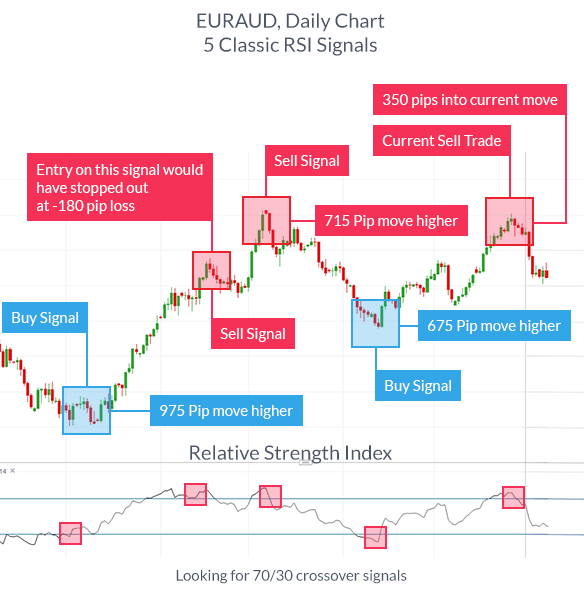 EURAUD, Daily Chart
5 Classic RSI Signals
350 pips into current move
Current Sell Trade
Sell Signal
Entry on this signal would
have stopped out
at -180 pip loss
715 Pip move higher
Buy Signal
Sell Signal
675 Pip move higher
Buy Signal
975 Pip move higher
Relative Strength Index
14 ×
Looking for 70/30 crossover signals